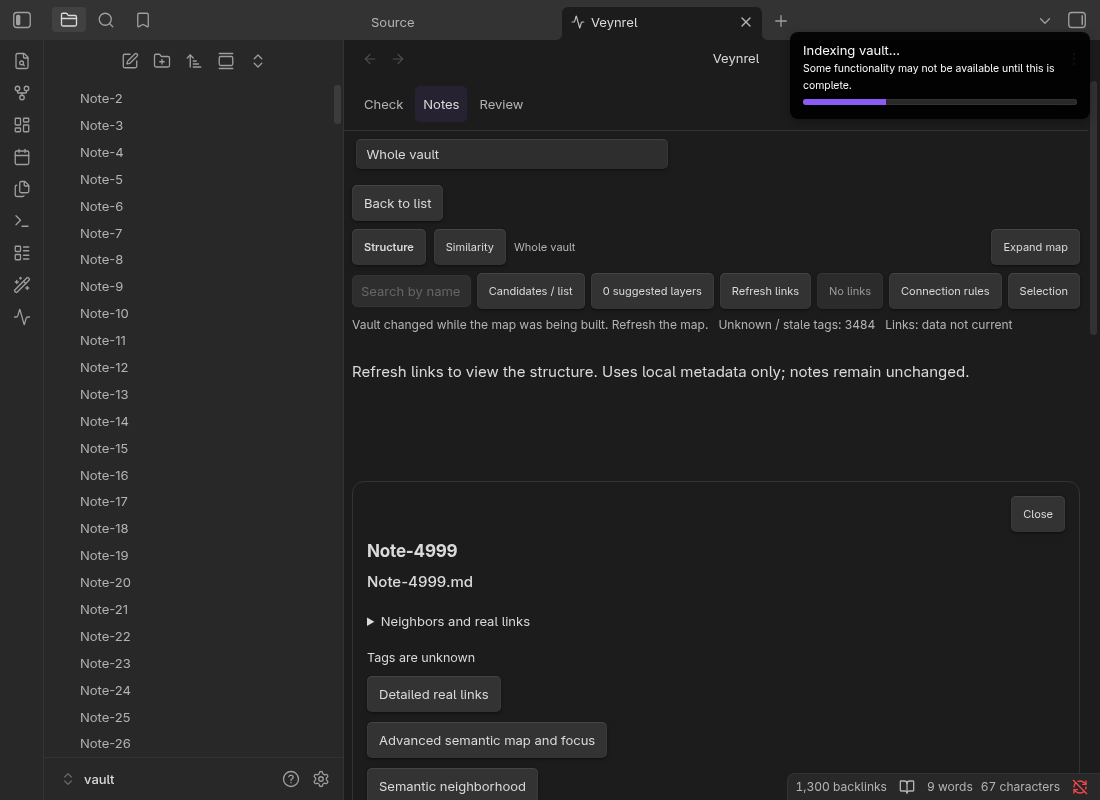 Source
Veynrel
Indexing vault...
Some functionality may not be available until this is
complete.
Veynrel
Check
Notes
Review
Whole vault
Back to list
Structure
Similarity
Whole vault
Expand map
Search by name
Candidates / list
0 suggested layers
Refresh links
No links
Connection rules
Selection
Vault changed while the map was being built. Refresh the map. Unknown / stale tags: 3484 Links: data not current
Refresh links to view the structure. Uses local metadata only; notes remain unchanged.
Close
Note-4999
Note-4999.md
Neighbors and real links
Tags are unknown
Detailed real links
Advanced semantic map and focus
Semantic neighborhood
Note-2
Note-3
Note-4
Note-5
Note-6
Note-7
Note-8
Note-9
Note-10
Note-11
Note-12
Note-13
Note-14
Note-15
Note-16
Note-17
Note-18
Note-19
Note-20
Note-21
Note-22
Note-23
Note-24
Note-25
Note-26
vault
1,300 backlinks
9 words
67 characters